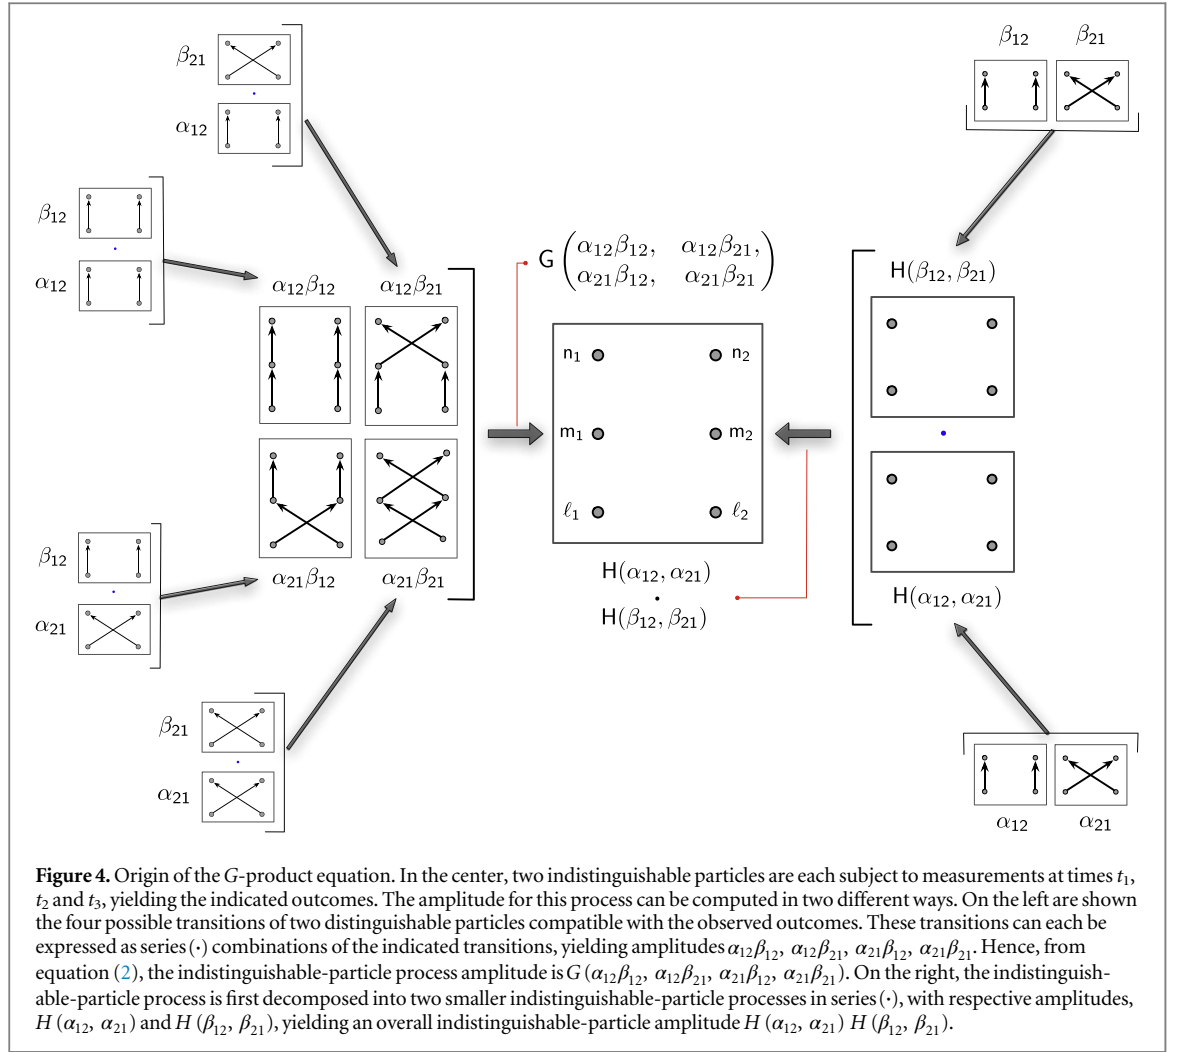 β21
α12
β12
α12
α12β12
α12β21
α21β12
α21β21
β12
α21
β21
α21
G ( α12β12, α12β21,
α21β12, α21β21 )
n1 n2
m1 m2
ℓ1 ℓ2
H(α12, α21)
·
H(β12, β21)
β12 β21
H(β12, β21)
H(α12, α21)
α12 α21
Figure 4. Origin of the G-product equation. In the center, two indistinguishable particles are each subject to measurements at times t1,
t2 and t3, yielding the indicated outcomes. The amplitude for this process can be computed in two different ways. On the left are shown
the four possible transitions of two distinguishable particles compatible with the observed outcomes. These transitions can each be
expressed as series (·) combinations of the indicated transitions, yielding amplitudes α12β12, α12β21, α21β12, α21β21. Hence, from
equation (2), the indistinguishable-particle process amplitude is G (α12β12, α12β21, α21β12, α21β21). On the right, the indistinguish-
able-particle process is first decomposed into two smaller indistinguishable-particle processes in series (·), with respective amplitudes,
H (α12, α21) and H (β12, β21), yielding an overall indistinguishable-particle amplitude H (α12, α21) H (β12, β21).